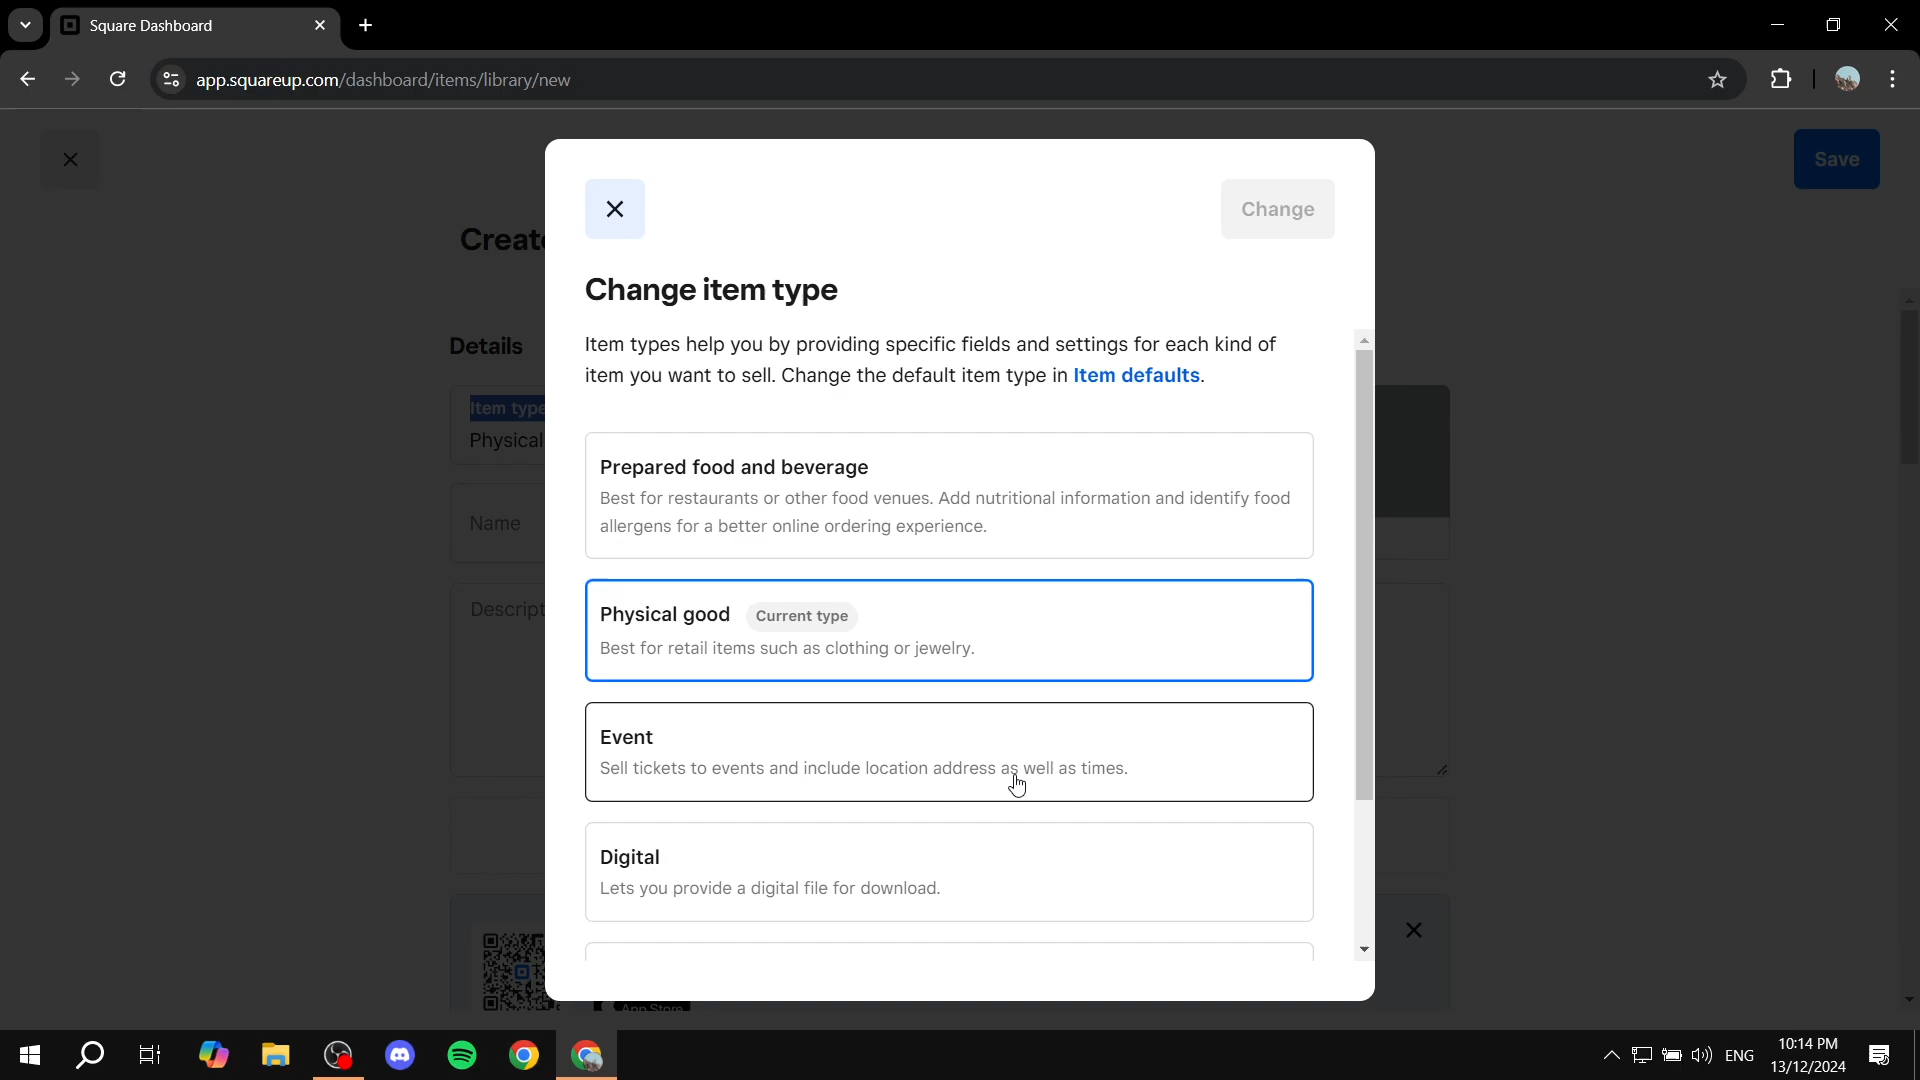 Square Dashboard
app.squareup.com/dashboard/items/library/new
Save
Create
Change
Change item type
Details
Item types help you by providing specific fields and settings for each kind of
item you want to sell. Change the default item type in Item defaults.
Item type
Physical
Prepared food and beverage
Best for restaurants or other food venues. Add nutritional information and identify food
allergens for a better online ordering experience.
Name
Physical good Current type
Best for retail items such as clothing or jewelry.
Descript
Event
Sell tickets to events and include location address as well as times.
Digital
Lets you provide a digital file for download.
App Store
ENG
10:14 PM
13/12/2024